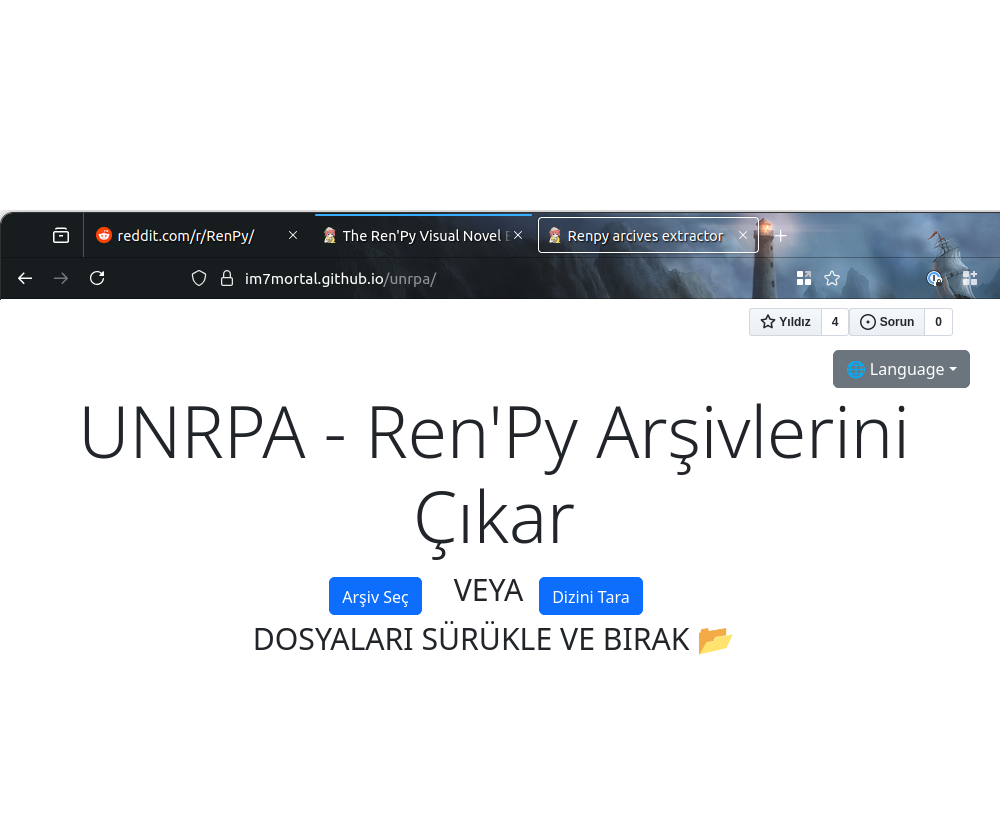 reddit.com/r/RenPy/
The Ren'Py Visual Novel
Renpy arcives extractor
im7mortal.github.io/unrpa/
Yıldız 4 Sorun 0
Language
UNRPA - Ren'Py Arşivlerini
Çıkar
Arşiv Seç VEYA Dizini Tara
DOSYALARI SÜRÜKLE VE BIRAK